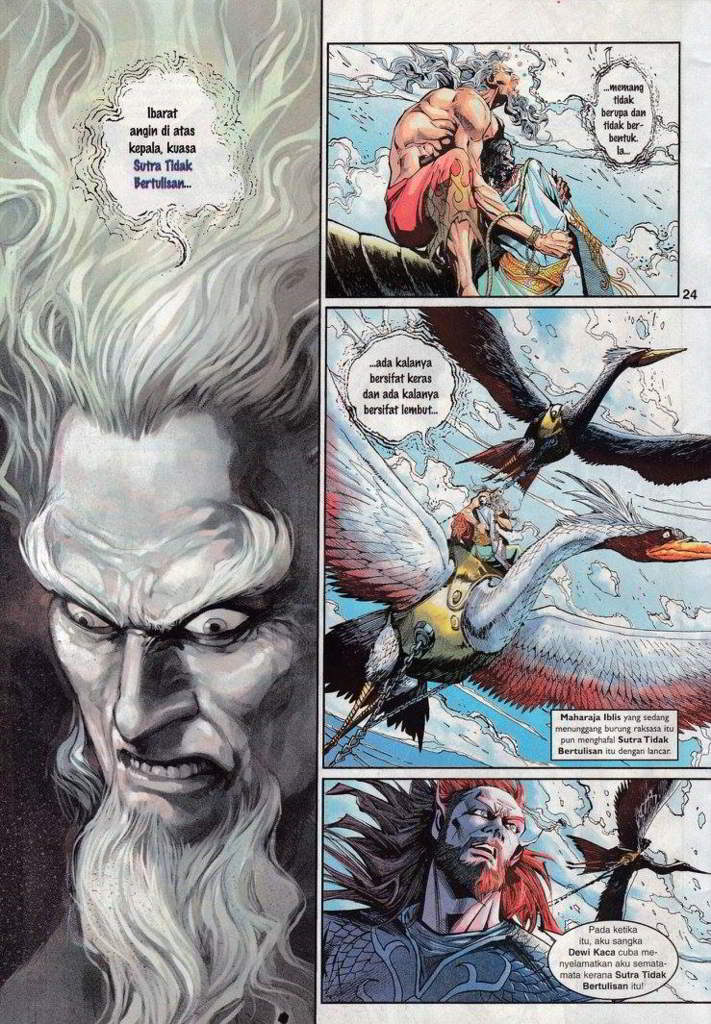 Ibarat
angin di atas
kepala, kuasa
Sutra Tidak
Bertulisan...
...memang
tidak
berupa dan
tidak ber-
bentuk.
Ia...
24
...ada kalanya
bersifat keras
dan ada kalanya
bersifat lembut...
Maharaja Iblis yang sedang
menunggang burung raksasa itu
pun menghafal Sutra Tidak
Bertulisan itu dengan lancar.
Pada ketika
itu, aku sangka
Dewi Kaca cuba me-
nyelamatkan aku semata-
mata kerana Sutra Tidak
Bertulisan itu!